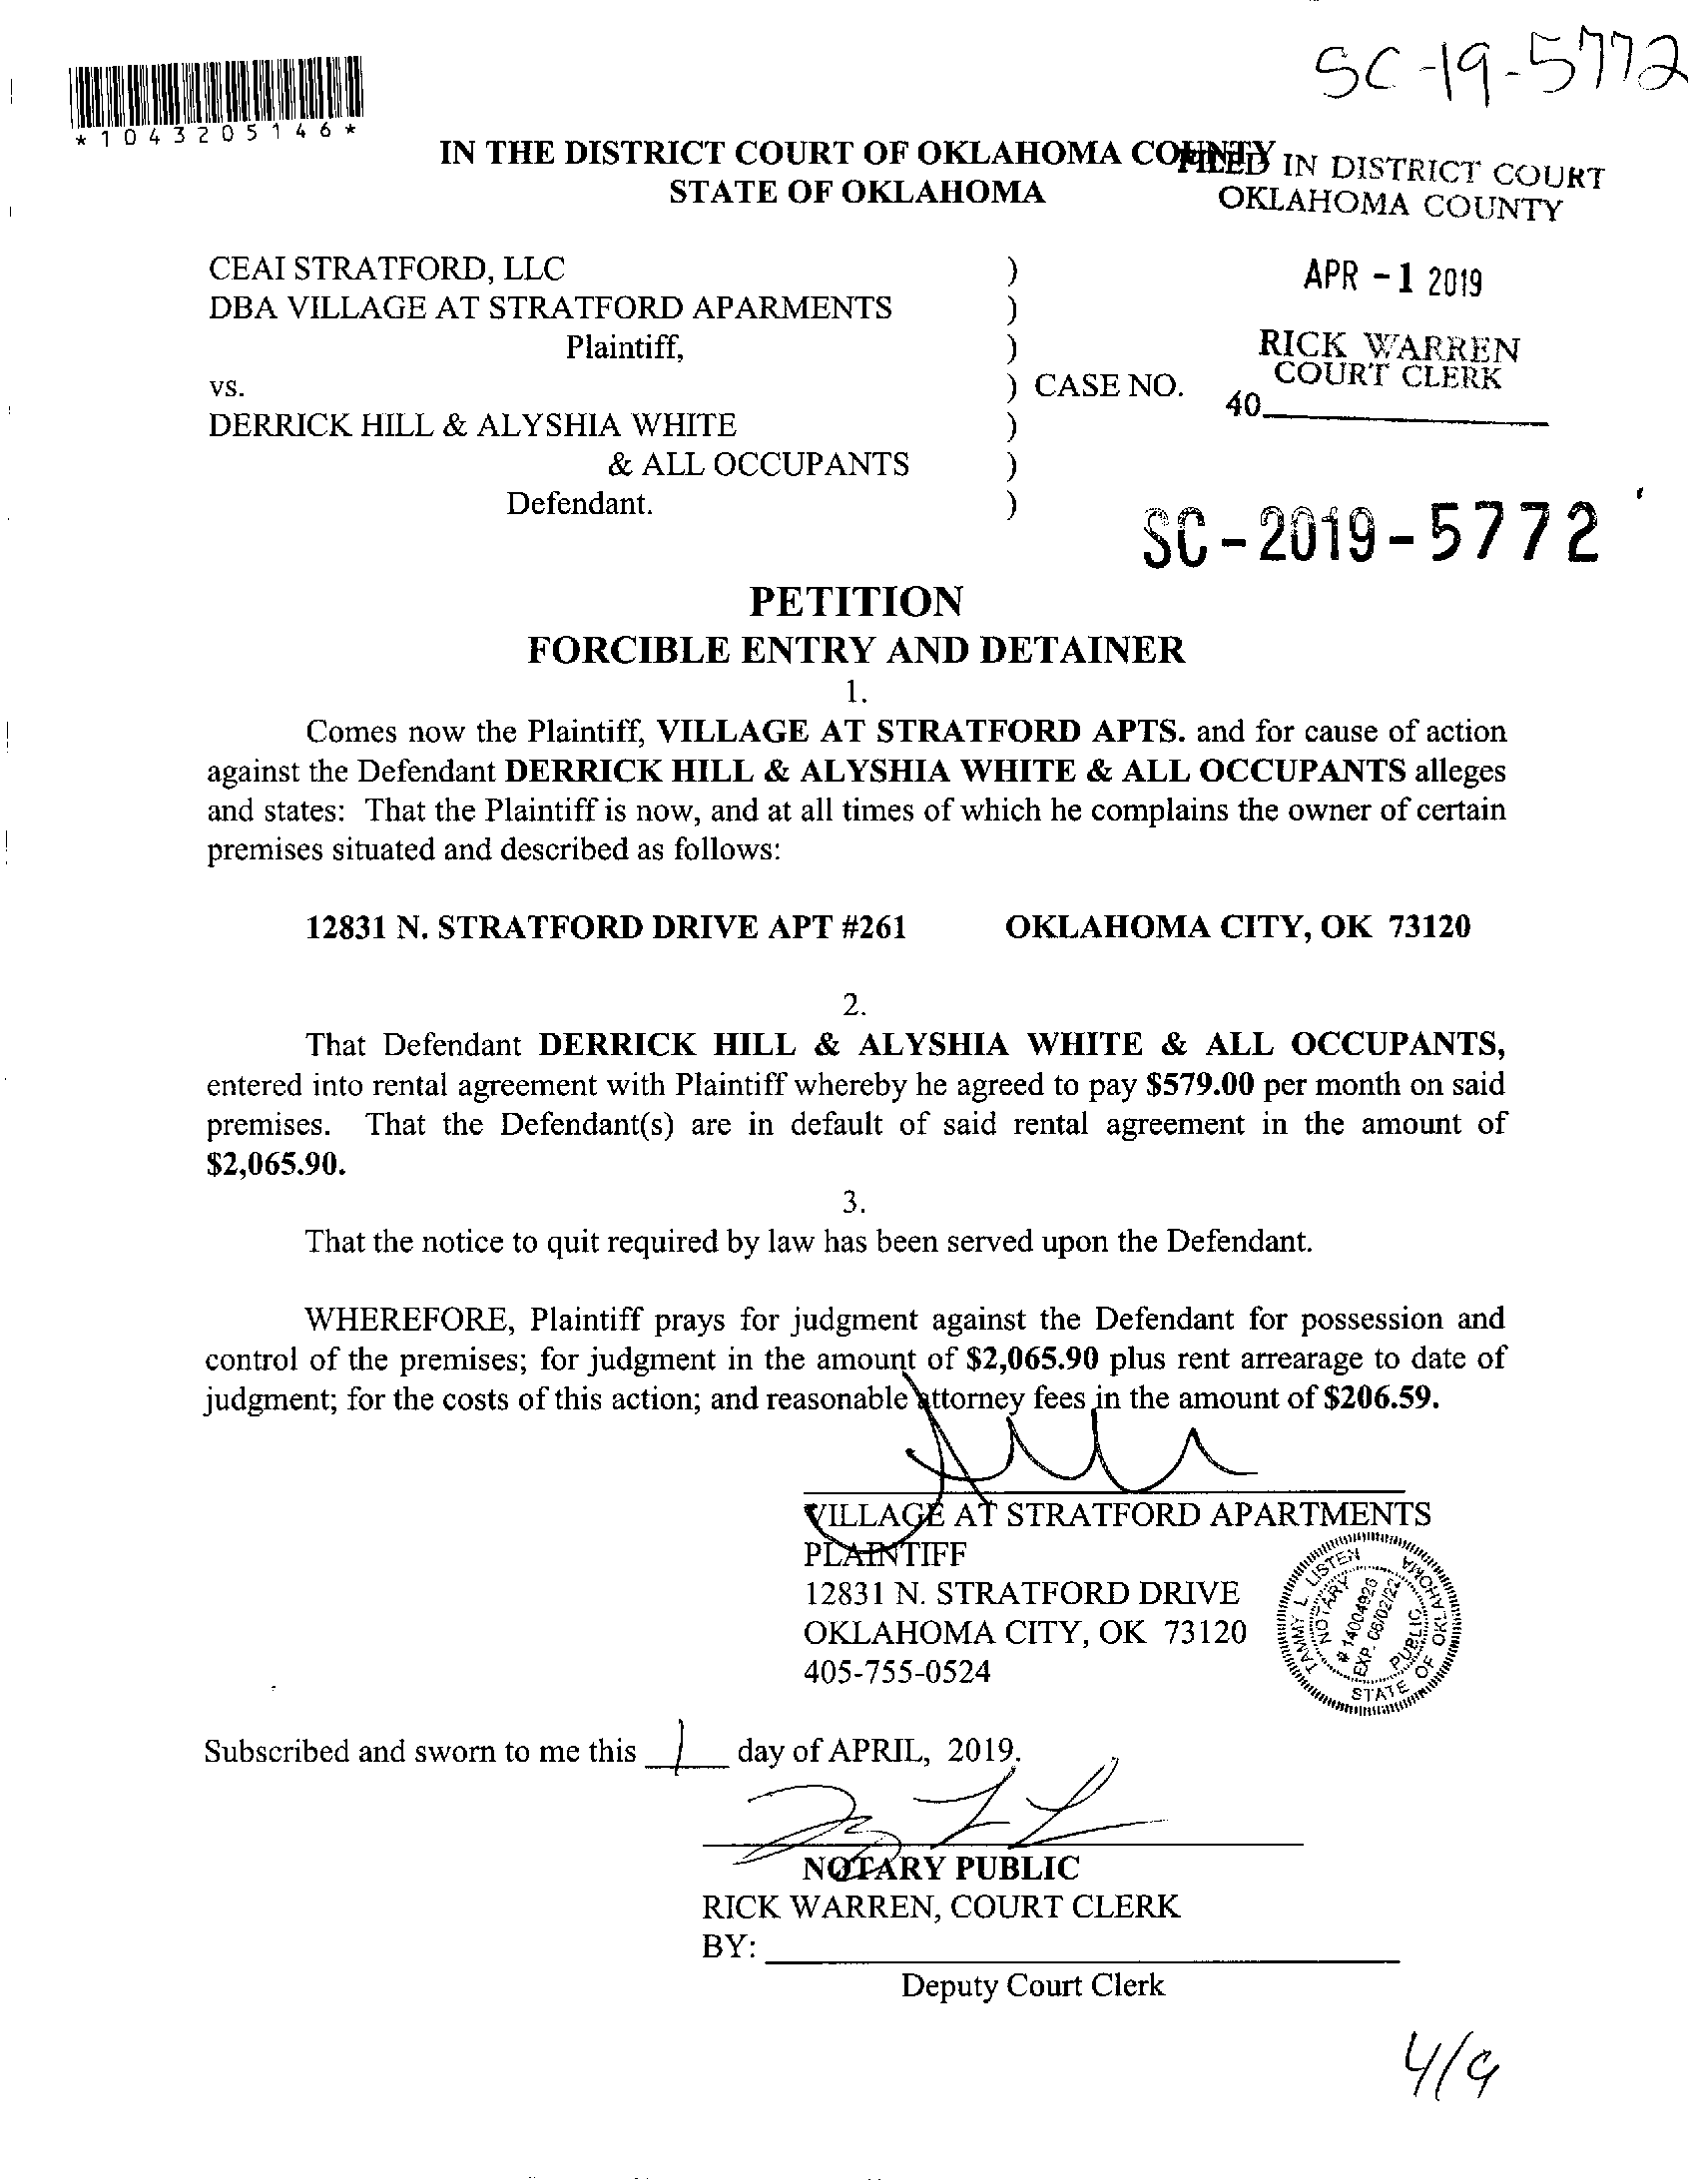 SC-19-5772
*1043205146*
IN THE DISTRICT COURT OF OKLAHOMA COUNTY
STATE OF OKLAHOMA
FILED IN DISTRICT COURT
OKLAHOMA COUNTY
CEAI STRATFORD, LLC )
DBA VILLAGE AT STRATFORD APARMENTS )
Plaintiff, )
vs. ) CASE NO.
DERRICK HILL & ALYSHIA WHITE )
& ALL OCCUPANTS )
Defendant. )
APR -1 2019
RICK WARREN
COURT CLERK
40
SC-2019-5772
PETITION
FORCIBLE ENTRY AND DETAINER
1.
Comes now the Plaintiff, VILLAGE AT STRATFORD APTS. and for cause of action
against the Defendant DERRICK HILL & ALYSHIA WHITE & ALL OCCUPANTS alleges
and states: That the Plaintiff is now, and at all times of which he complains the owner of certain
premises situated and described as follows:
12831 N. STRATFORD DRIVE APT #261 OKLAHOMA CITY, OK 73120
2.
That Defendant DERRICK HILL & ALYSHIA WHITE & ALL OCCUPANTS,
entered into rental agreement with Plaintiff whereby he agreed to pay $579.00 per month on said
premises. That the Defendant(s) are in default of said rental agreement in the amount of
$2,065.90.
3.
That the notice to quit required by law has been served upon the Defendant.
WHEREFORE, Plaintiff prays for judgment against the Defendant for possession and
control of the premises; for judgment in the amount of $2,065.90 plus rent arrearage to date of
judgment; for the costs of this action; and reasonable attorney fees in the amount of $206.59.
VILLAGE AT STRATFORD APARTMENTS
PLAINTIFF
12831 N. STRATFORD DRIVE
OKLAHOMA CITY, OK 73120
405-755-0524
TAMMY L. LISTEN
NOTARY
# 14004926
EXP. 06/02/22
PUBLIC
STATE OF OKLAHOMA
Subscribed and sworn to me this 1 day of APRIL, 2019.
NOTARY PUBLIC
RICK WARREN, COURT CLERK
BY:
Deputy Court Clerk
4/9